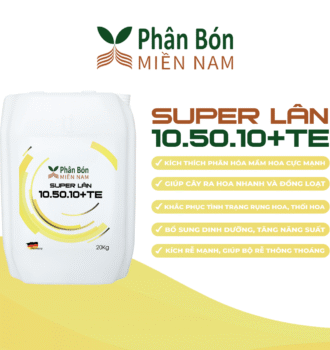 Phân Bón
MIỀN NAM
SUPER LÂN
10.50.10+TE
KÍCH THÍCH PHÂN HÓA MẦM HOA CỰC MẠNH
GIÚP CÂY RA HOA NHANH VÀ ĐỒNG LOẠT
KHẮC PHỤC TÌNH TRẠNG RỤNG HOA, THỐI HOA
BỔ SUNG DINH DƯỠNG, TĂNG NĂNG SUẤT
KÍCH RỄ MẠNH, GIÚP BỘ RỄ THÔNG THOÁNG
Phân Bón
MIỀN NAM
SUPER LÂN
10.50.10+TE
20Kg